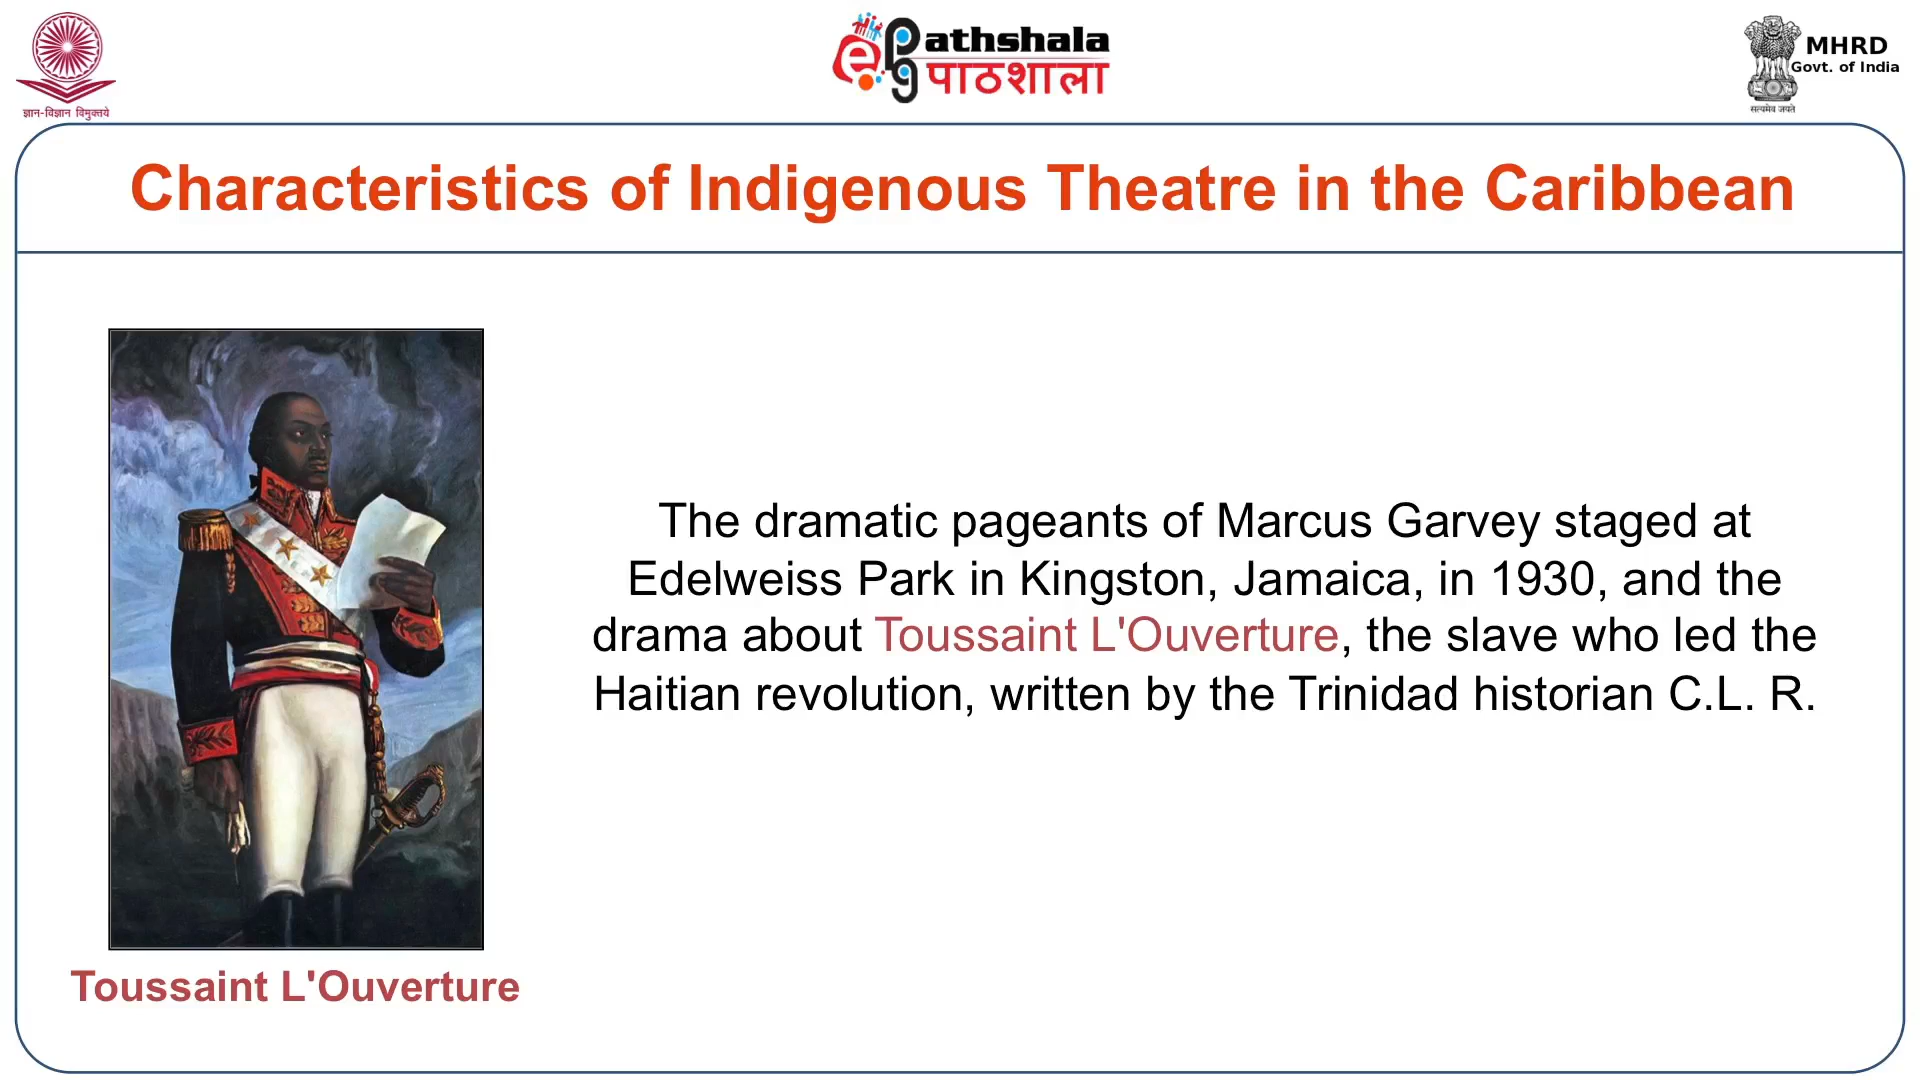 ज्ञान-विज्ञान विमुक्तये
ePathshala
पाठशाला
MHRD
Govt. of India
सत्यमेव जयते
Characteristics of Indigenous Theatre in the Caribbean
The dramatic pageants of Marcus Garvey staged at
Edelweiss Park in Kingston, Jamaica, in 1930, and the
drama about Toussaint L'Ouverture, the slave who led the
Haitian revolution, written by the Trinidad historian C.L. R.
Toussaint L'Ouverture